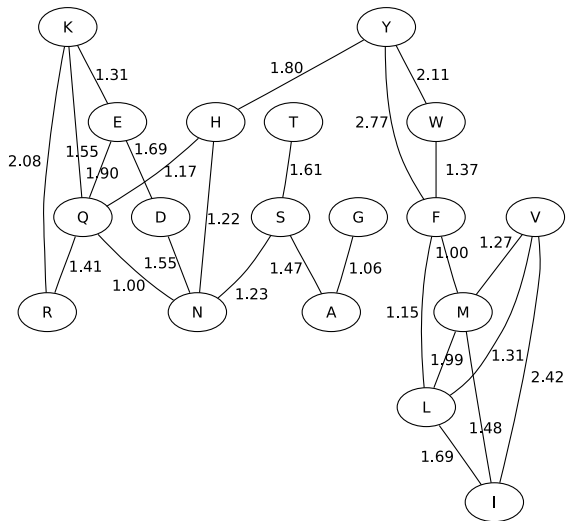 K Y
1.31 1.80 2.11
E H T W
2.08 1.55 1.90 1.69 1.17 1.61 2.77 1.37
Q D S G F V
1.41 1.00 1.55 1.22 1.23 1.47 1.06 1.15 1.00 1.27
R N A M
1.99 1.31 2.42
L
1.69 1.48
I